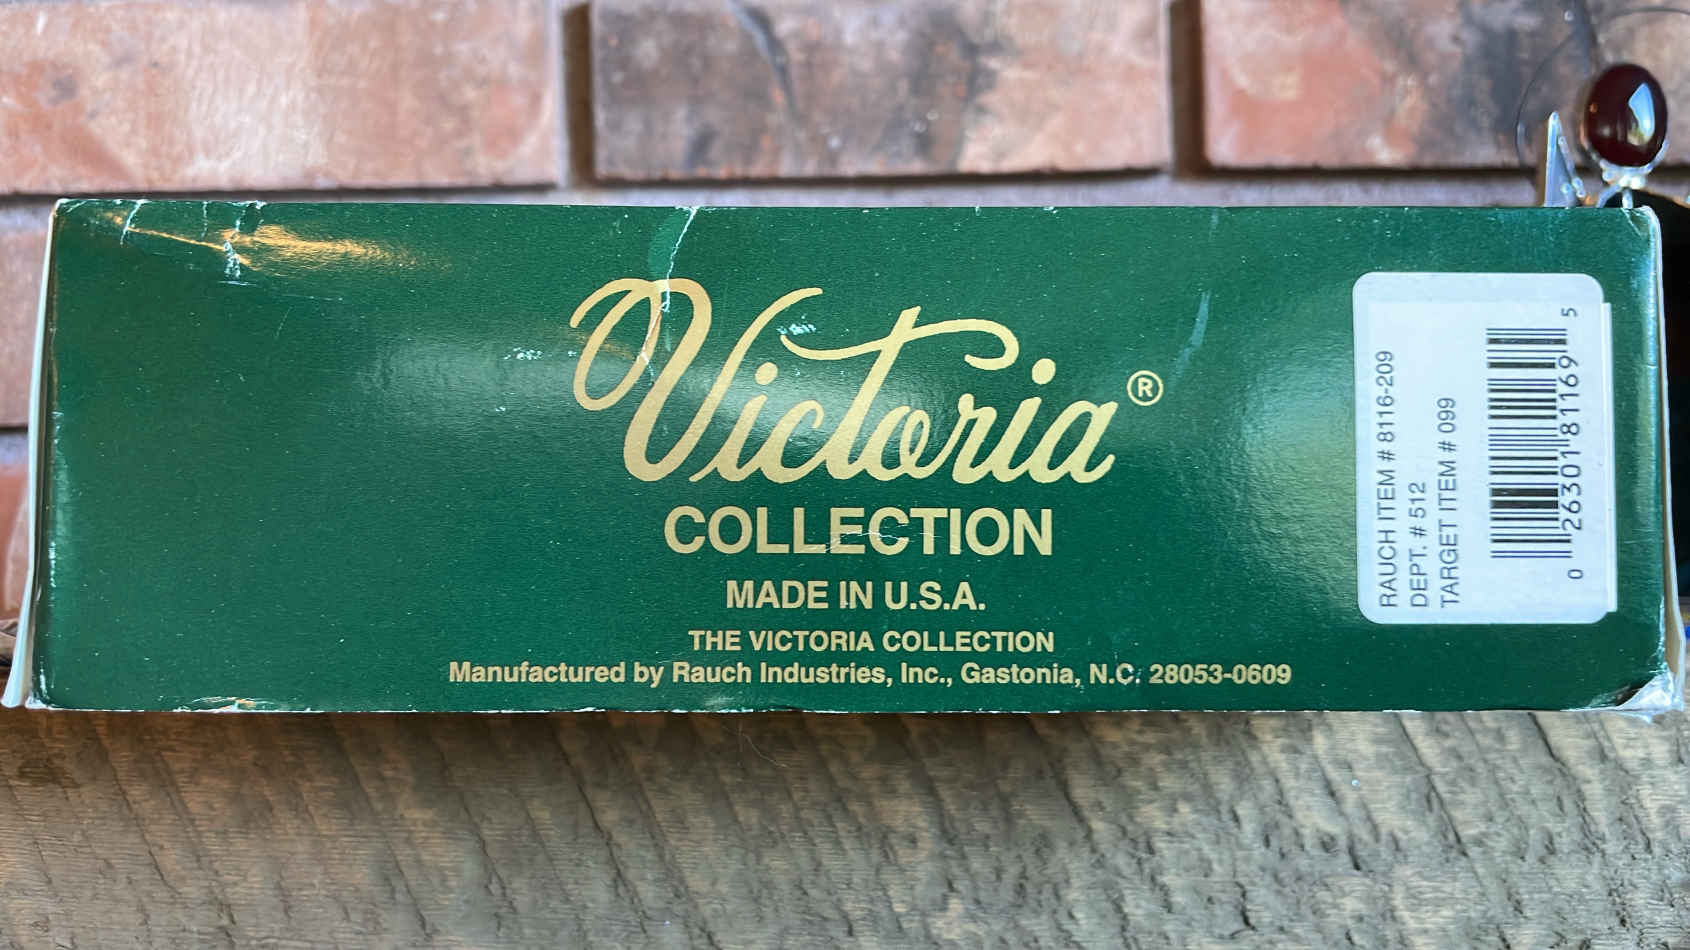 Victoria®
COLLECTION
MADE IN U.S.A.
THE VICTORIA COLLECTION
Manufactured by Rauch Industries, Inc., Gastonia, N.C. 28053-0609
RAUCH ITEM # 8116-209
DEPT. # 512
TARGET ITEM # 099
0 26301 81169 5